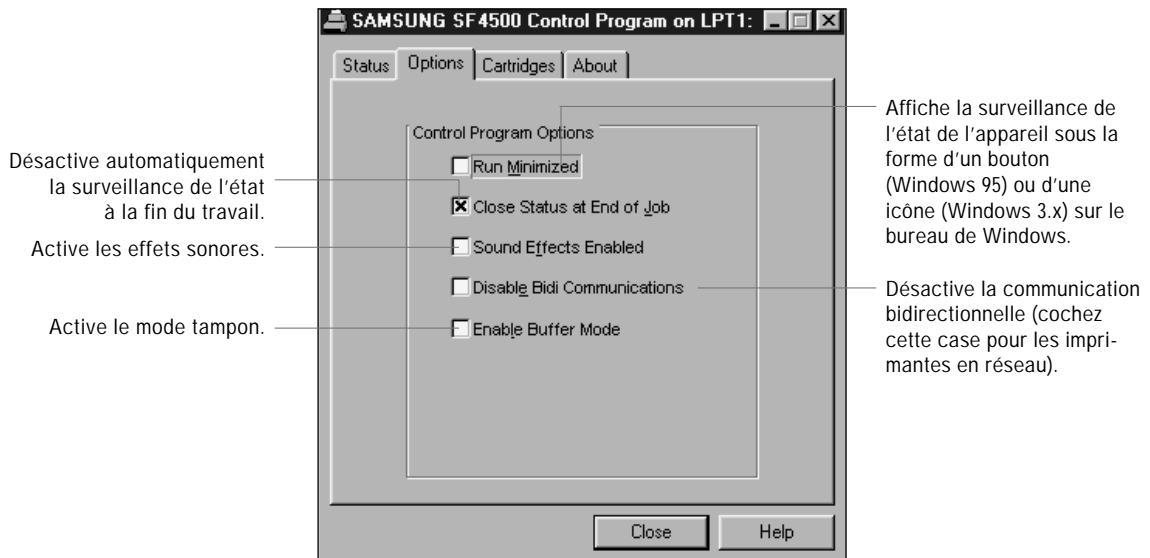 SAMSUNG SF4500 Control Program on LPT1:
Status
Options
Cartridges
About
Control Program Options
Run Minimized
Close Status at End of Job
Sound Effects Enabled
Disable Bidi Communications
Enable Buffer Mode
Close
Help
Désactive automatiquement
la surveillance de l'état
à la fin du travail.
Active les effets sonores.
Active le mode tampon.
Affiche la surveillance de
l'état de l'appareil sous la
forme d'un bouton
(Windows 95) ou d'une
icône (Windows 3.x) sur le
bureau de Windows.
Désactive la communication
bidirectionnelle (cochez
cette case pour les impri-
mantes en réseau).